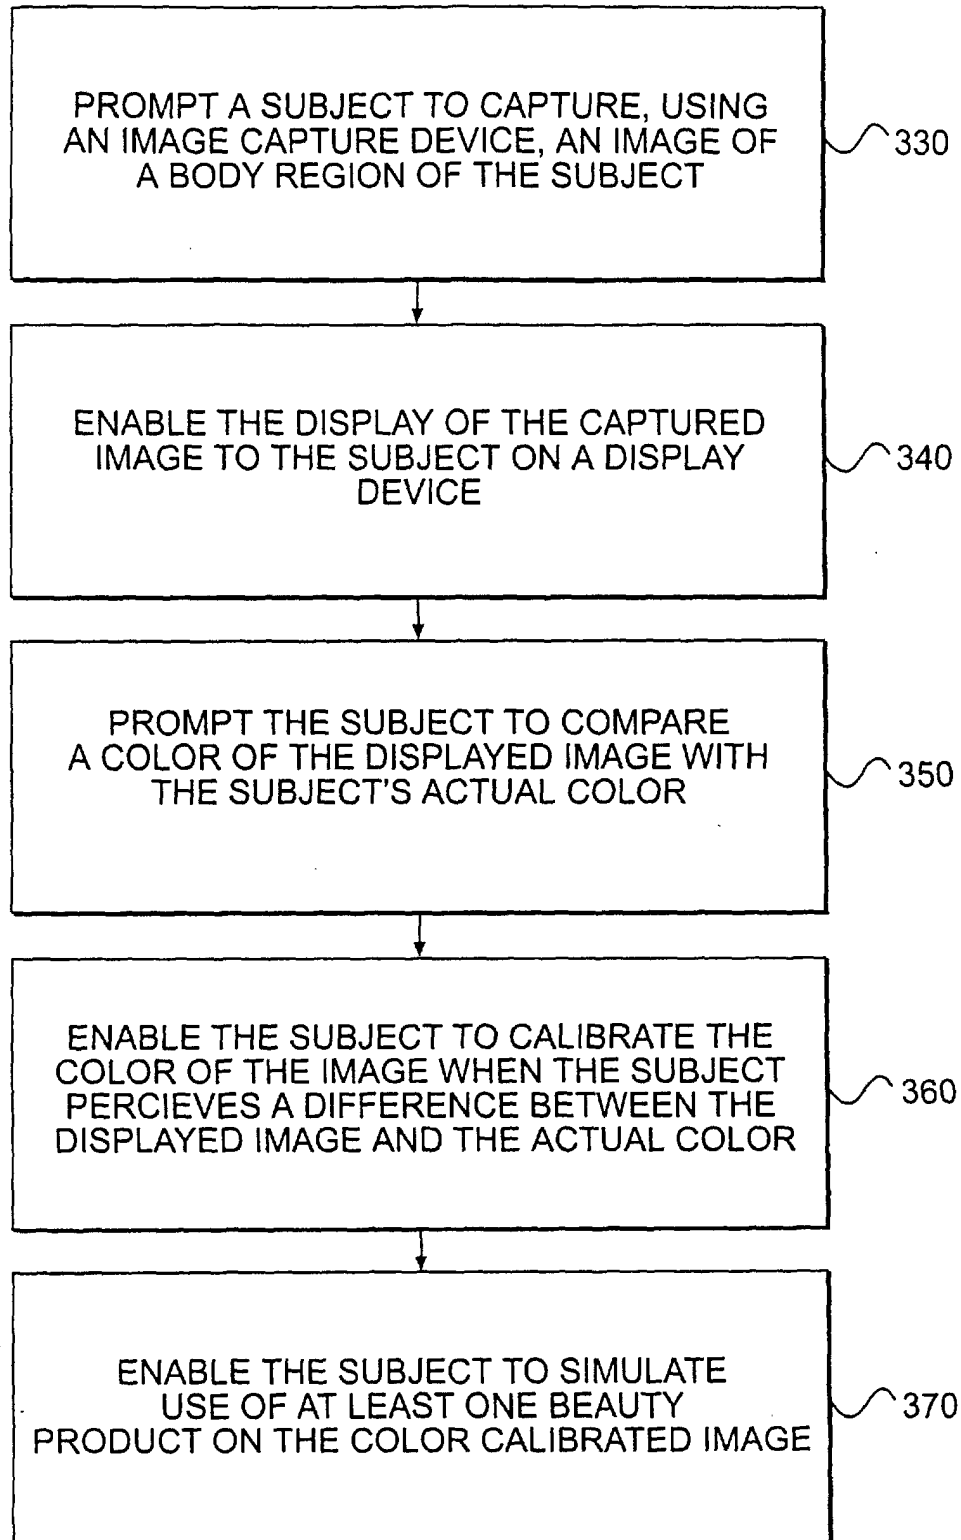 PROMPT A SUBJECT TO CAPTURE, USING
AN IMAGE CAPTURE DEVICE, AN IMAGE OF
A BODY REGION OF THE SUBJECT
330
ENABLE THE DISPLAY OF THE CAPTURED
IMAGE TO THE SUBJECT ON A DISPLAY
DEVICE
340
PROMPT THE SUBJECT TO COMPARE
A COLOR OF THE DISPLAYED IMAGE WITH
THE SUBJECT'S ACTUAL COLOR
350
ENABLE THE SUBJECT TO CALIBRATE THE
COLOR OF THE IMAGE WHEN THE SUBJECT
PERCIEVES A DIFFERENCE BETWEEN THE
DISPLAYED IMAGE AND THE ACTUAL COLOR
360
ENABLE THE SUBJECT TO SIMULATE
USE OF AT LEAST ONE BEAUTY
PRODUCT ON THE COLOR CALIBRATED IMAGE
370